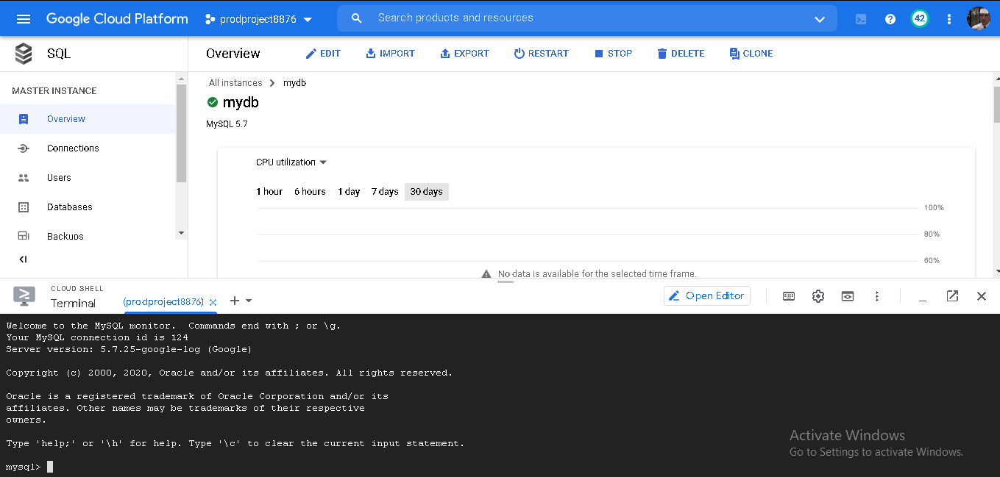 Google Cloud Platform prodproject8876 Search products and resources 42
SQL Overview EDIT IMPORT EXPORT RESTART STOP DELETE CLONE
MASTER INSTANCE
Overview
Connections
Users
Databases
Backups
All instances mydb
mydb
MySQL 5.7
CPU utilization
1 hour 6 hours 1 day 7 days 30 days
100%
80%
60%
No data is available for the selected time frame.
CLOUD SHELL
Terminal (prodproject8876) Open Editor
Welcome to the MySQL monitor.  Commands end with ; or \g.
Your MySQL connection id is 124
Server version: 5.7.25-google-log (Google)
Copyright (c) 2000, 2020, Oracle and/or its affiliates. All rights reserved.
Oracle is a registered trademark of Oracle Corporation and/or its
affiliates. Other names may be trademarks of their respective
owners.
Type 'help;' or '\h' for help. Type '\c' to clear the current input statement.
mysql>
Activate Windows
Go to Settings to activate Windows.